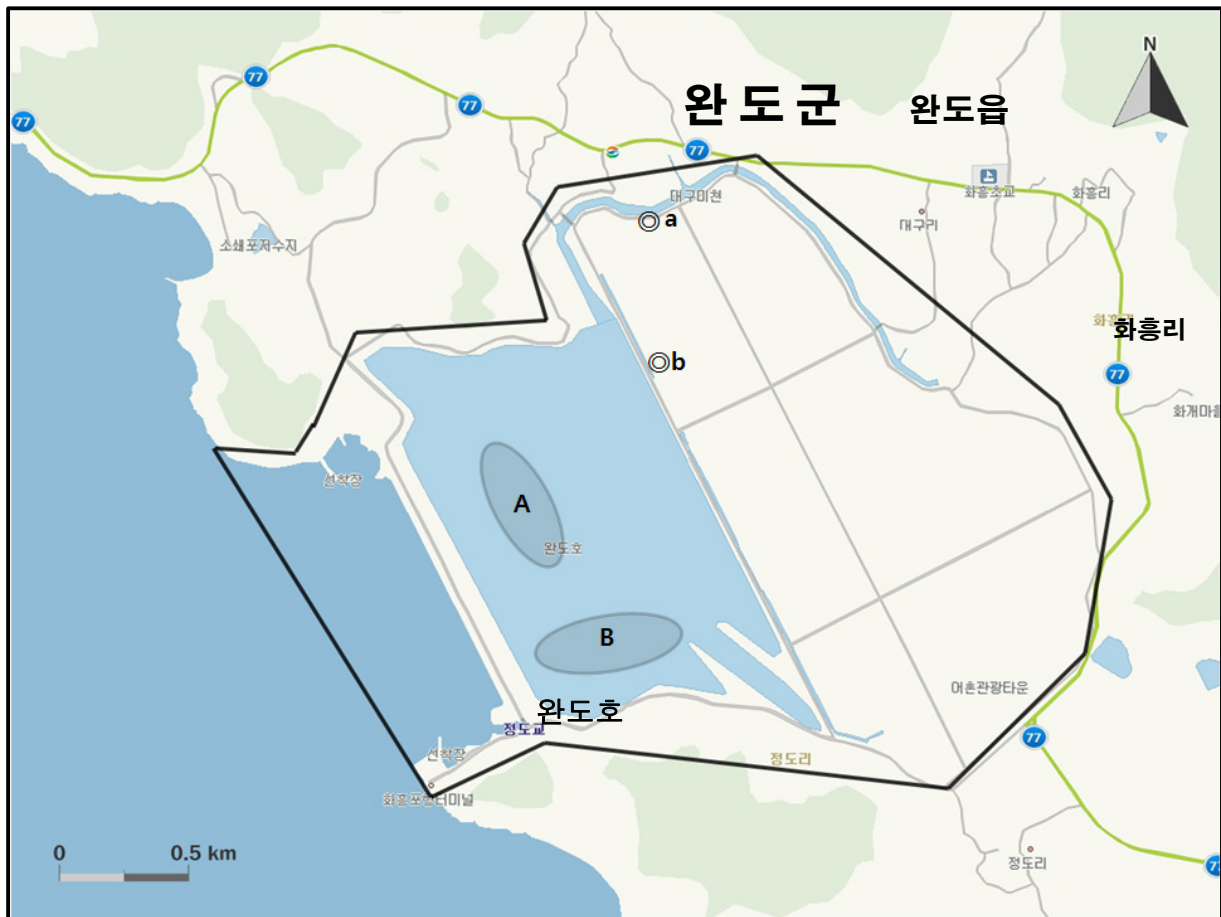 N
77
77
77
완도군 완도읍
77
대구미천
화흥초교
화흥리
a
대구리
소쇄포저수지
화흥리
b
77
화개마을
선착장
A
완도호
B
어촌관광타운
완도호
정도교
77
선착장
정도리
화흥포항터미널
0 0.5 km
정도리
77